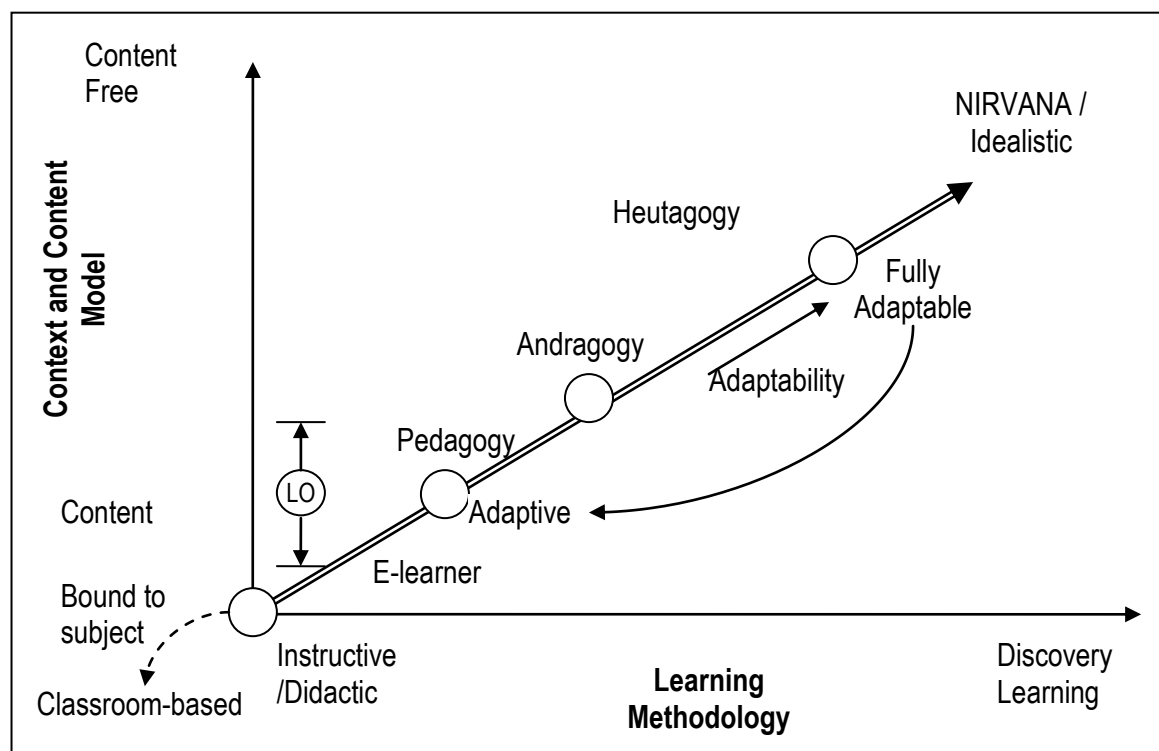 Content
Free
NIRVANA /
Idealistic
Context and Content
Model
Heutagogy
Fully
Adaptable
Andragogy
Adaptability
Pedagogy
LO
Content
Adaptive
E-learner
Bound to
subject
Instructive
/Didactic
Discovery
Learning
Learning
Methodology
Classroom-based